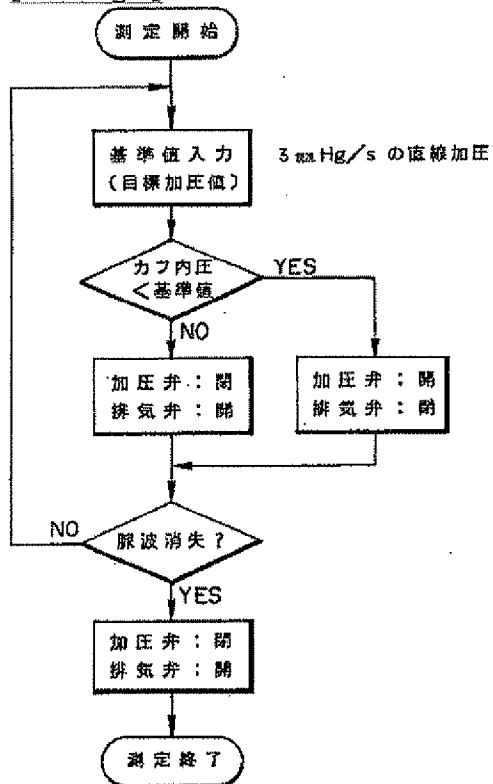 測定開始
基準値入力
(目標加圧値)
3㎜Hg/s の直線加圧
カフ内圧
<基準値
YES
NO
加圧弁:閉
排気弁:開
加圧弁:開
排気弁:閉
脈波消失?
NO
YES
加圧弁:閉
排気弁:開
測定終了